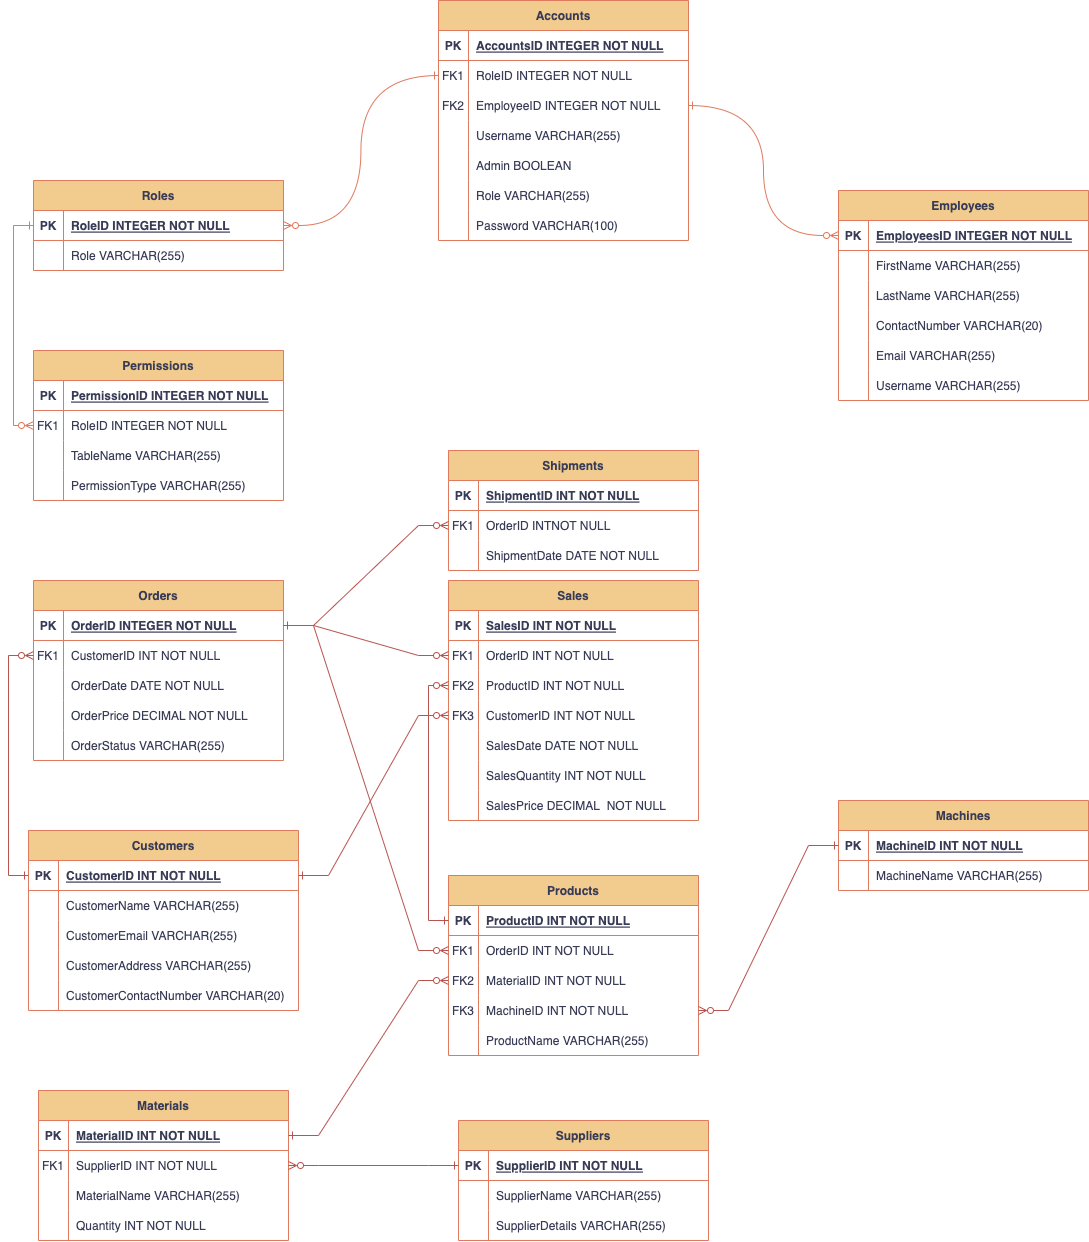 Accounts
PK AccountsID INTEGER NOT NULL
FK1 RoleID INTEGER NOT NULL
FK2 EmployeeID INTEGER NOT NULL
Username VARCHAR(255)
Admin BOOLEAN
Role VARCHAR(255)
Password VARCHAR(100)
Roles
PK RoleID INTEGER NOT NULL
Role VARCHAR(255)
Employees
PK EmployeesID INTEGER NOT NULL
FirstName VARCHAR(255)
LastName VARCHAR(255)
ContactNumber VARCHAR(20)
Email VARCHAR(255)
Username VARCHAR(255)
Permissions
PK PermissionID INTEGER NOT NULL
FK1 RoleID INTEGER NOT NULL
TableName VARCHAR(255)
PermissionType VARCHAR(255)
Shipments
PK ShipmentID INT NOT NULL
FK1 OrderID INTNOT NULL
ShipmentDate DATE NOT NULL
Orders
PK OrderID INTEGER NOT NULL
FK1 CustomerID INT NOT NULL
OrderDate DATE NOT NULL
OrderPrice DECIMAL NOT NULL
OrderStatus VARCHAR(255)
Sales
PK SalesID INT NOT NULL
FK1 OrderID INT NOT NULL
FK2 ProductID INT NOT NULL
FK3 CustomerID INT NOT NULL
SalesDate DATE NOT NULL
SalesQuantity INT NOT NULL
SalesPrice DECIMAL  NOT NULL
Customers
PK CustomerID INT NOT NULL
CustomerName VARCHAR(255)
CustomerEmail VARCHAR(255)
CustomerAddress VARCHAR(255)
CustomerContactNumber VARCHAR(20)
Machines
PK MachineID INT NOT NULL
MachineName VARCHAR(255)
Products
PK ProductID INT NOT NULL
FK1 OrderID INT NOT NULL
FK2 MaterialID INT NOT NULL
FK3 MachineID INT NOT NULL
ProductName VARCHAR(255)
Materials
PK MaterialID INT NOT NULL
FK1 SupplierID INT NOT NULL
MaterialName VARCHAR(255)
Quantity INT NOT NULL
Suppliers
PK SupplierID INT NOT NULL
SupplierName VARCHAR(255)
SupplierDetails VARCHAR(255)